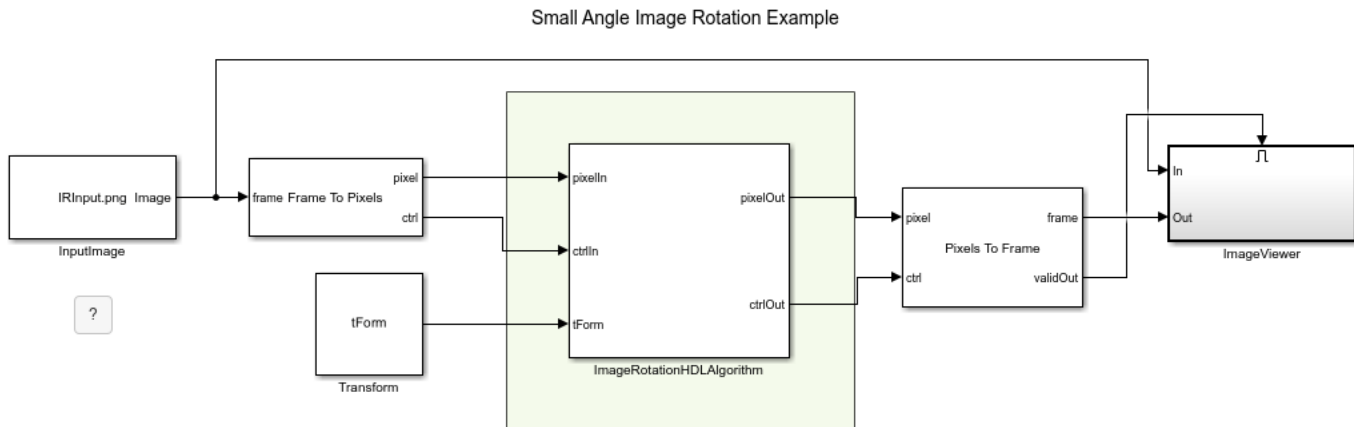 Small Angle Image Rotation Example
IRInput.png Image
InputImage
?
frame Frame To Pixels
pixel
ctrl
tForm
Transform
pixelIn
ctrlIn
tForm
pixelOut
ctrlOut
ImageRotationHDLAlgorithm
pixel
ctrl
Pixels To Frame
frame
validOut
In
Out
ImageViewer